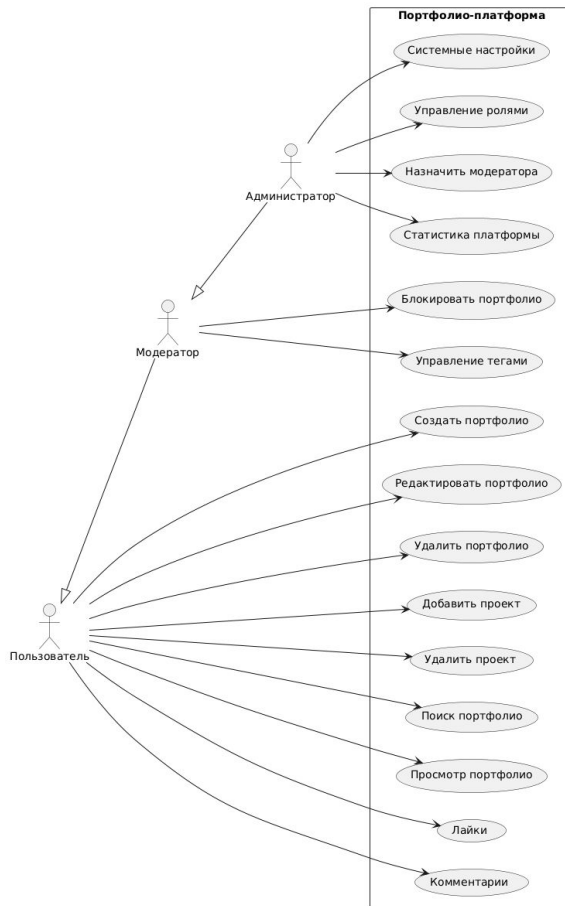 Портфолио-платформа
Системные настройки
Управление ролями
Назначить модератора
Администратор
Статистика платформы
Блокировать портфолио
Модератор
Управление тегами
Создать портфолио
Редактировать портфолио
Удалить портфолио
Добавить проект
Пользователь
Удалить проект
Поиск портфолио
Просмотр портфолио
Лайки
Комментарии